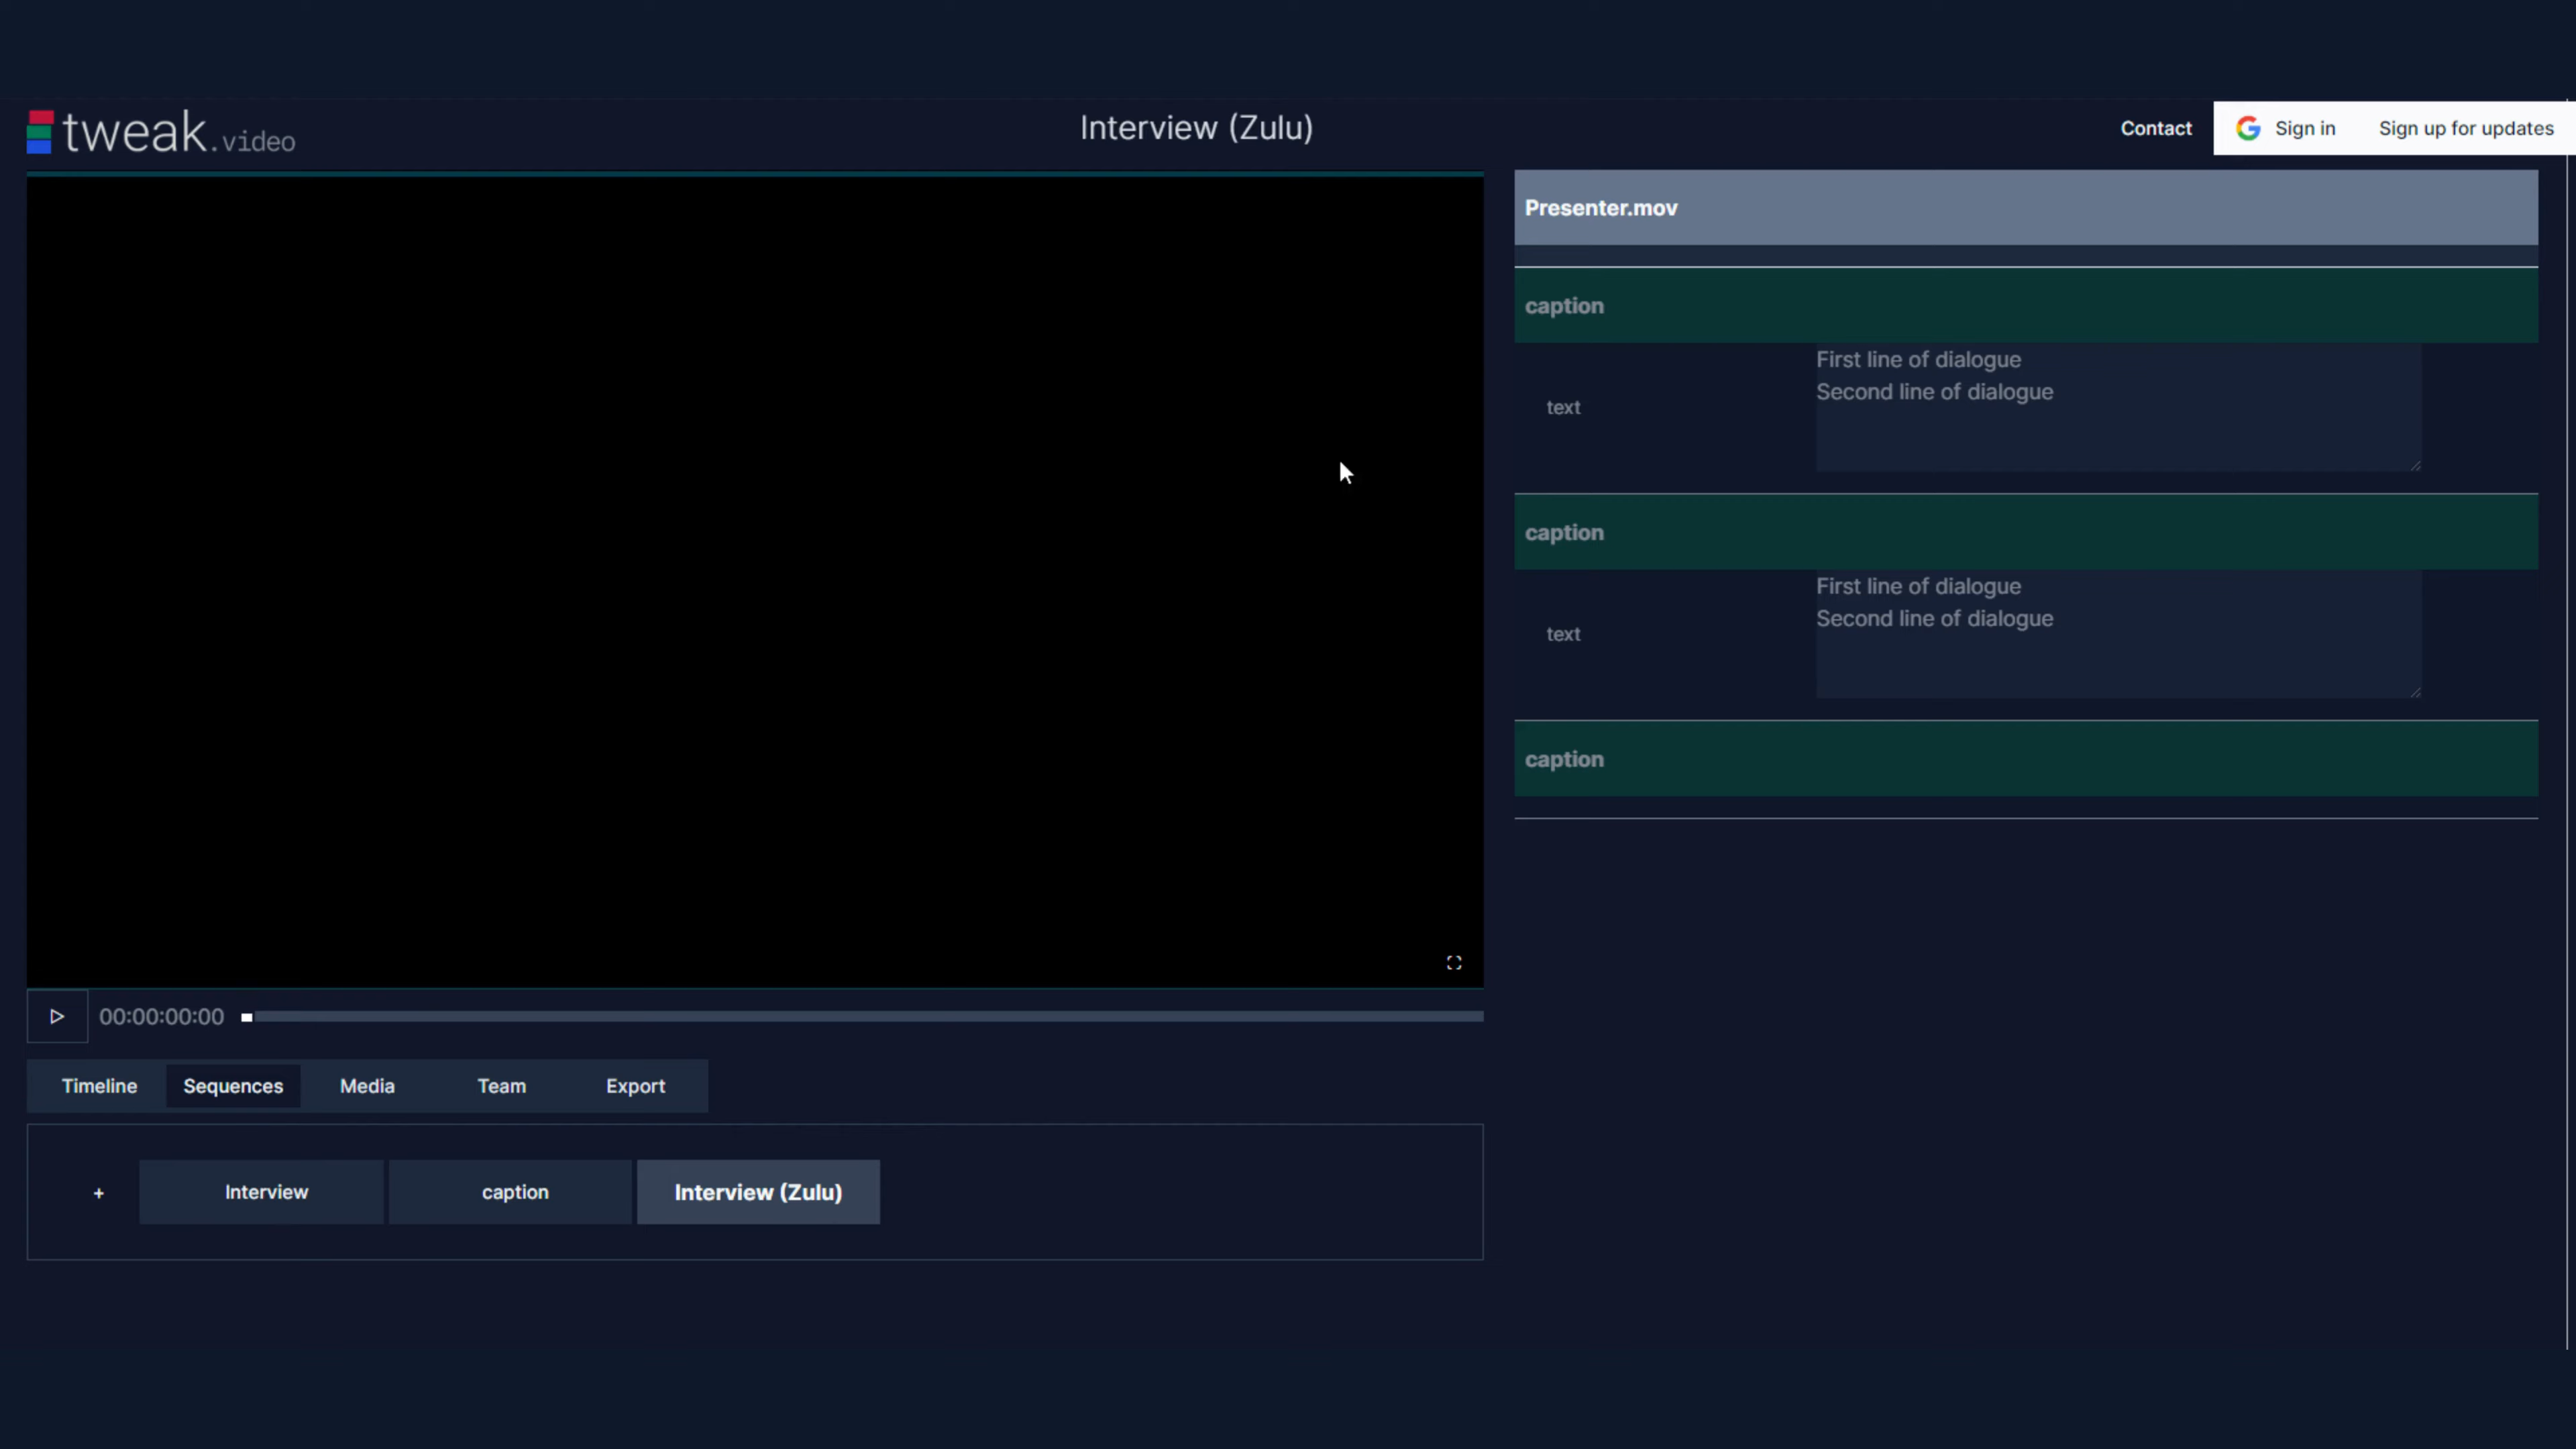 tweak.video
Interview (Zulu)
Contact
Sign in
Sign up for updates
Presenter.mov
caption
text
First line of dialogue
Second line of dialogue
caption
text
First line of dialogue
Second line of dialogue
caption
00:00:00:00
Timeline
Sequences
Media
Team
Export
+
Interview
caption
Interview (Zulu)